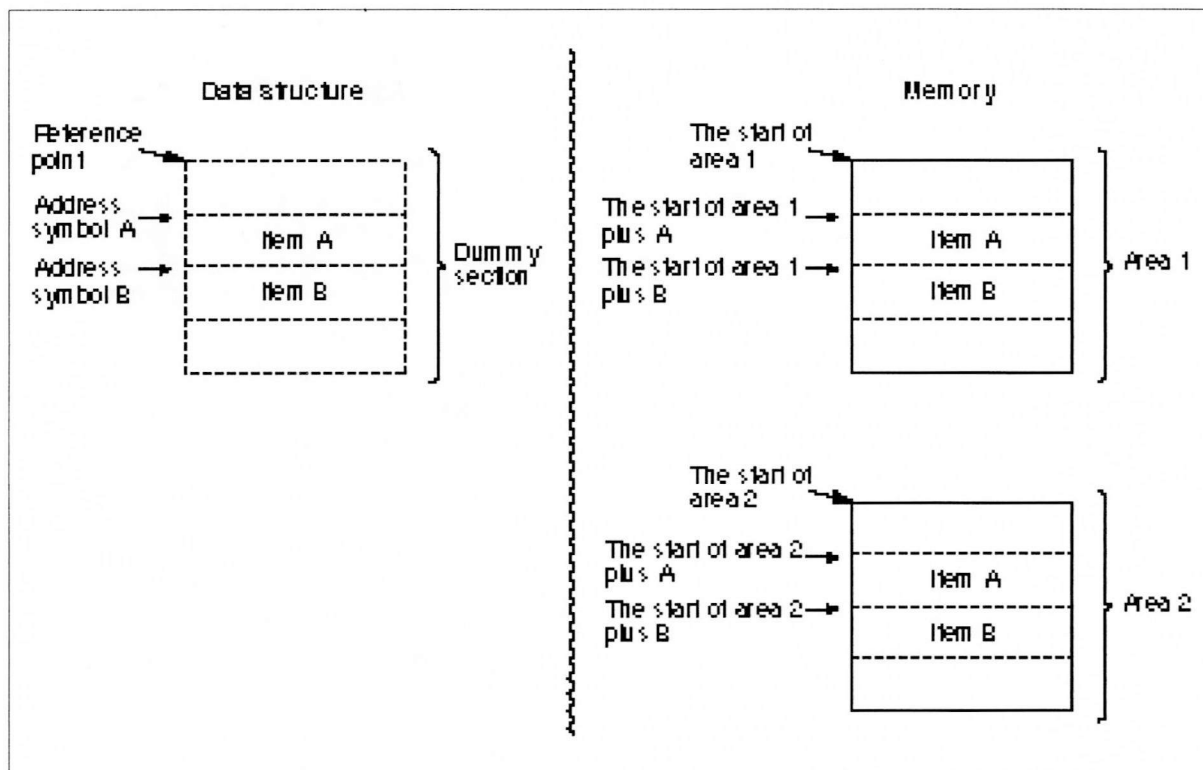 Data structure
Reference
point
Address
symbol A
Item A
Address
symbol B
Item B
Dummy
section
Memory
The start of
area 1
The start of area 1
plus A
Item A
The start of area 1
plus B
Item B
Area 1
The start of
area 2
The start of area 2
plus A
Item A
The start of area 2
plus B
Item B
Area 2